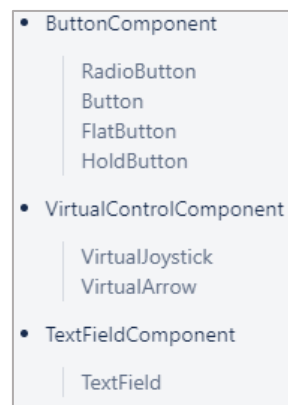 ButtonComponent
RadioButton
Button
FlatButton
HoldButton
VirtualControlComponent
VirtualJoystick
VirtualArrow
TextFieldComponent
TextField